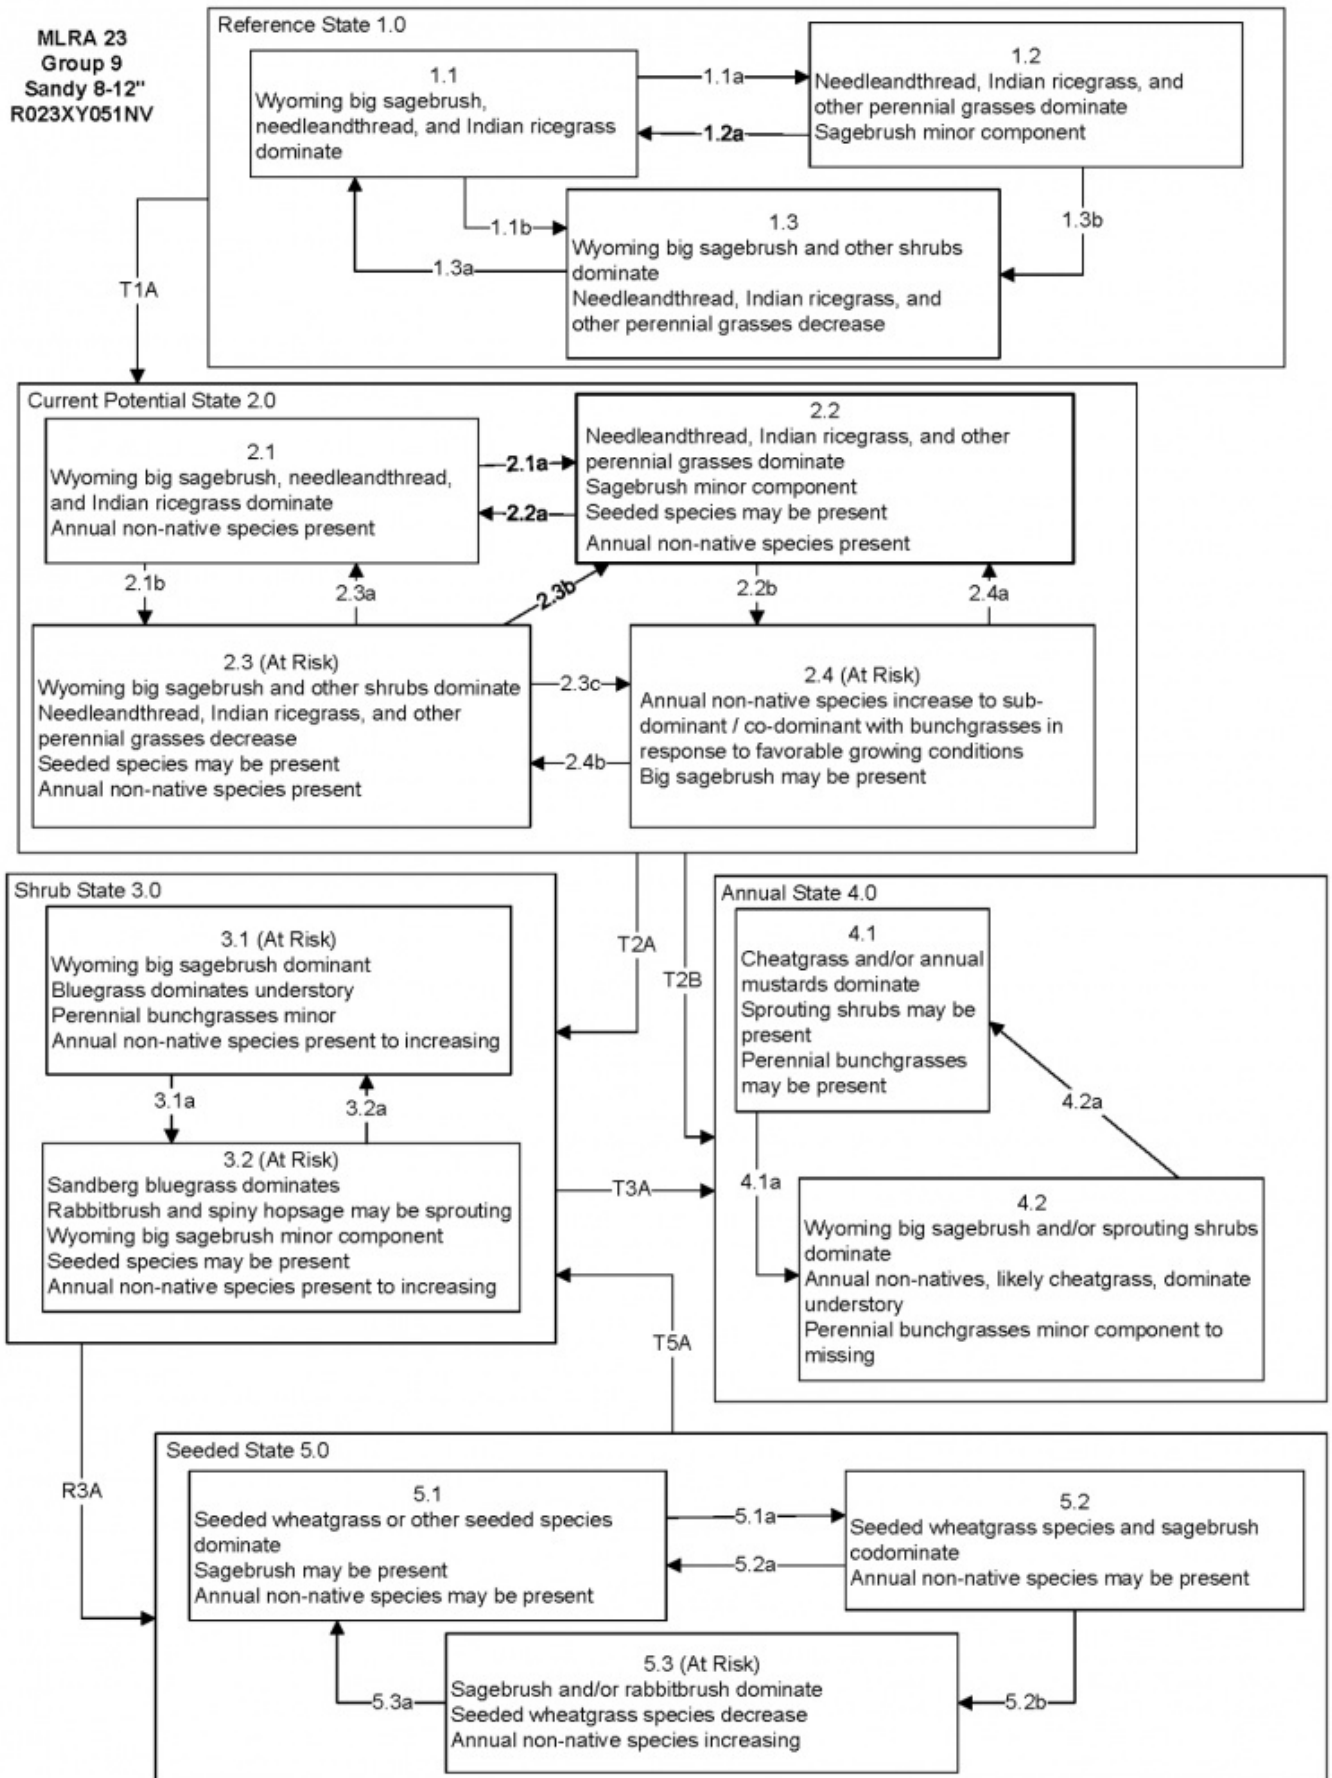 MLRA 23
Group 9
Sandy 8-12"
R023XY051NV
Reference State 1.0
1.1
Wyoming big sagebrush,
needleandthread, and Indian ricegrass
dominate
1.1a
1.2a
1.2
Needleandthread, Indian ricegrass, and
other perennial grasses dominate
Sagebrush minor component
1.1b
1.3a
1.3
Wyoming big sagebrush and other shrubs
dominate
Needleandthread, Indian ricegrass, and
other perennial grasses decrease
1.3b
T1A
Current Potential State 2.0
2.1
Wyoming big sagebrush, needleandthread,
and Indian ricegrass dominate
Annual non-native species present
2.1a
2.2a
2.2
Needleandthread, Indian ricegrass, and other
perennial grasses dominate
Sagebrush minor component
Seeded species may be present
Annual non-native species present
2.1b
2.3a
2.3b
2.2b
2.4a
2.3 (At Risk)
Wyoming big sagebrush and other shrubs dominate
Needleandthread, Indian ricegrass, and other
perennial grasses decrease
Seeded species may be present
Annual non-native species present
2.3c
2.4b
2.4 (At Risk)
Annual non-native species increase to sub-
dominant / co-dominant with bunchgrasses in
response to favorable growing conditions
Big sagebrush may be present
Shrub State 3.0
3.1 (At Risk)
Wyoming big sagebrush dominant
Bluegrass dominates understory
Perennial bunchgrasses minor
Annual non-native species present to increasing
3.1a
3.2a
3.2 (At Risk)
Sandberg bluegrass dominates
Rabbitbrush and spiny hopsage may be sprouting
Wyoming big sagebrush minor component
Seeded species may be present
Annual non-native species present to increasing
T2A
T2B
T3A
Annual State 4.0
4.1
Cheatgrass and/or annual
mustards dominate
Sprouting shrubs may be
present
Perennial bunchgrasses
may be present
4.1a
4.2a
4.2
Wyoming big sagebrush and/or sprouting shrubs
dominate
Annual non-natives, likely cheatgrass, dominate
understory
Perennial bunchgrasses minor component to
missing
T5A
R3A
Seeded State 5.0
5.1
Seeded wheatgrass or other seeded species
dominate
Sagebrush may be present
Annual non-native species may be present
5.1a
5.2a
5.2
Seeded wheatgrass species and sagebrush
codominate
Annual non-native species may be present
5.3a
5.3 (At Risk)
Sagebrush and/or rabbitbrush dominate
Seeded wheatgrass species decrease
Annual non-native species increasing
5.2b